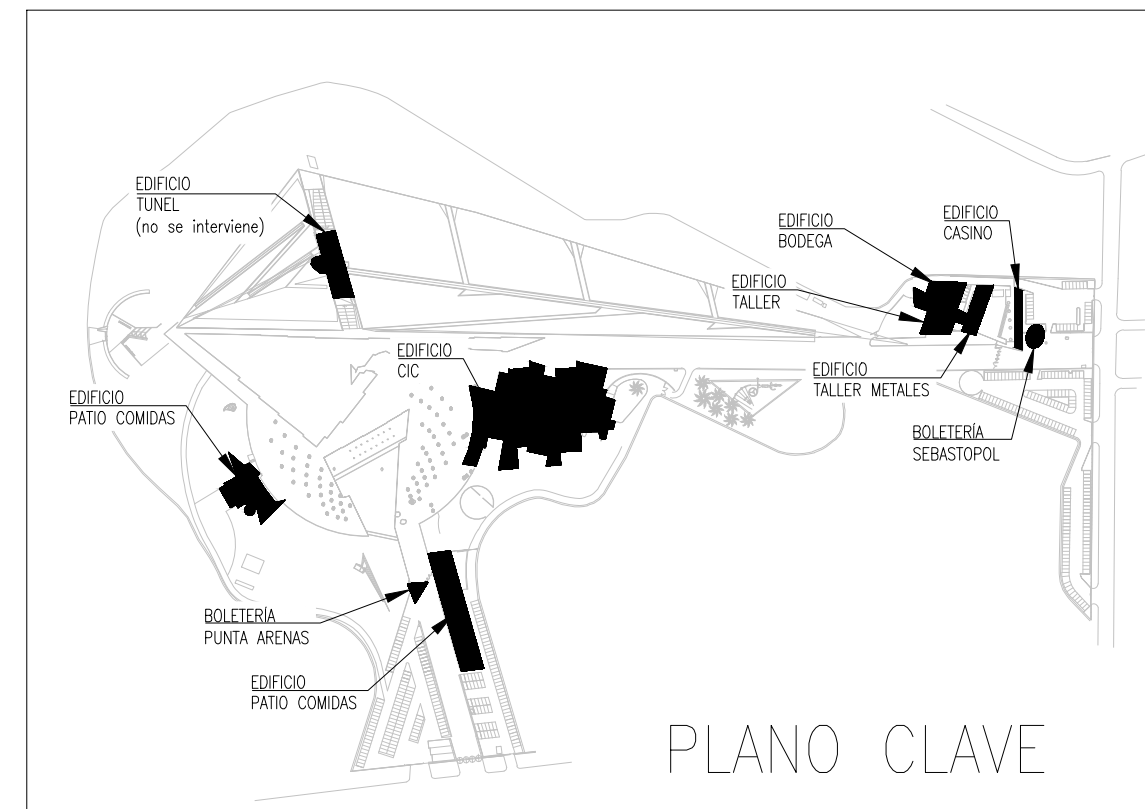 EDIFICIO
TUNEL
(no se interviene)
EDIFICIO
BODEGA
EDIFICIO
CASINO
EDIFICIO
TALLER
EDIFICIO
CIC
EDIFICIO
TALLER METALES
EDIFICIO
PATIO COMIDAS
BOLETERÍA
SEBASTOPOL
BOLETERÍA
PUNTA ARENAS
EDIFICIO
PATIO COMIDAS
PLANO CLAVE